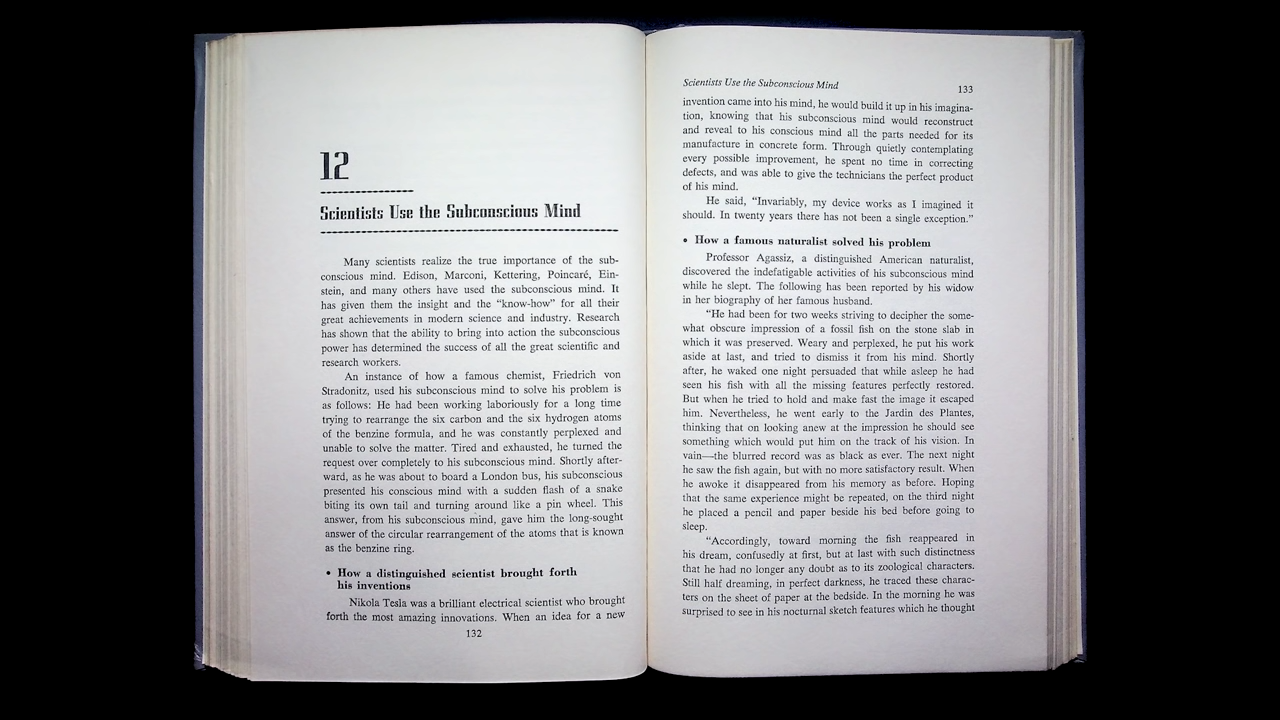 12
Scientists Use the Subconscious Mind
Many scientists realize the true importance of the sub-
conscious mind. Edison, Marconi, Kettering, Poincaré, Ein-
stein, and many others have used the subconscious mind. It
has given them the insight and the “know-how” for all their
great achievements in modern science and industry. Research
has shown that the ability to bring into action the subconscious
power has determined the success of all the great scientific and
research workers.
An instance of how a famous chemist, Friedrich von
Stradonitz, used his subconscious mind to solve his problem is
as follows: He had been working laboriously for a long time
trying to rearrange the six carbon and the six hydrogen atoms
of the benzine formula, and he was constantly perplexed and
unable to solve the matter. Tired and exhausted, he turned the
request over completely to his subconscious mind. Shortly after-
ward, as he was about to board a London bus, his subconscious
presented his conscious mind with a sudden flash of a snake
biting its own tail and turning around like a pin wheel. This
answer, from his subconscious mind, gave him the long-sought
answer of the circular rearrangement of the atoms that is known
as the benzine ring.
• How a distinguished scientist brought forth
his inventions
Nikola Tesla was a brilliant electrical scientist who brought
forth the most amazing innovations. When an idea for a new
132
Scientists Use the Subconscious Mind 133
invention came into his mind, he would build it up in his imagina-
tion, knowing that his subconscious mind would reconstruct
and reveal to his conscious mind all the parts needed for its
manufacture in concrete form. Through quietly contemplating
every possible improvement, he spent no time in correcting
defects, and was able to give the technicians the perfect product
of his mind.
He said, “Invariably, my device works as I imagined it
should. In twenty years there has not been a single exception.”
• How a famous naturalist solved his problem
Professor Agassiz, a distinguished American naturalist,
discovered the indefatigable activities of his subconscious mind
while he slept. The following has been reported by his widow
in her biography of her famous husband.
“He had been for two weeks striving to decipher the some-
what obscure impression of a fossil fish on the stone slab in
which it was preserved. Weary and perplexed, he put his work
aside at last, and tried to dismiss it from his mind. Shortly
after, he waked one night persuaded that while asleep he had
seen his fish with all the missing features perfectly restored.
But when he tried to hold and make fast the image it escaped
him. Nevertheless, he went early to the Jardin des Plantes,
thinking that on looking anew at the impression he should see
something which would put him on the track of his vision. In
vain—the blurred record was as black as ever. The next night
he saw the fish again, but with no more satisfactory result. When
he awoke it disappeared from his memory as before. Hoping
that the same experience might be repeated, on the third night
he placed a pencil and paper beside his bed before going to
sleep.
“Accordingly, toward morning the fish reappeared in
his dream, confusedly at first, but at last with such distinctness
that he had no longer any doubt as to its zoological characters.
Still half dreaming, in perfect darkness, he traced these charac-
ters on the sheet of paper at the bedside. In the morning he was
surprised to see in his nocturnal sketch features which he thought